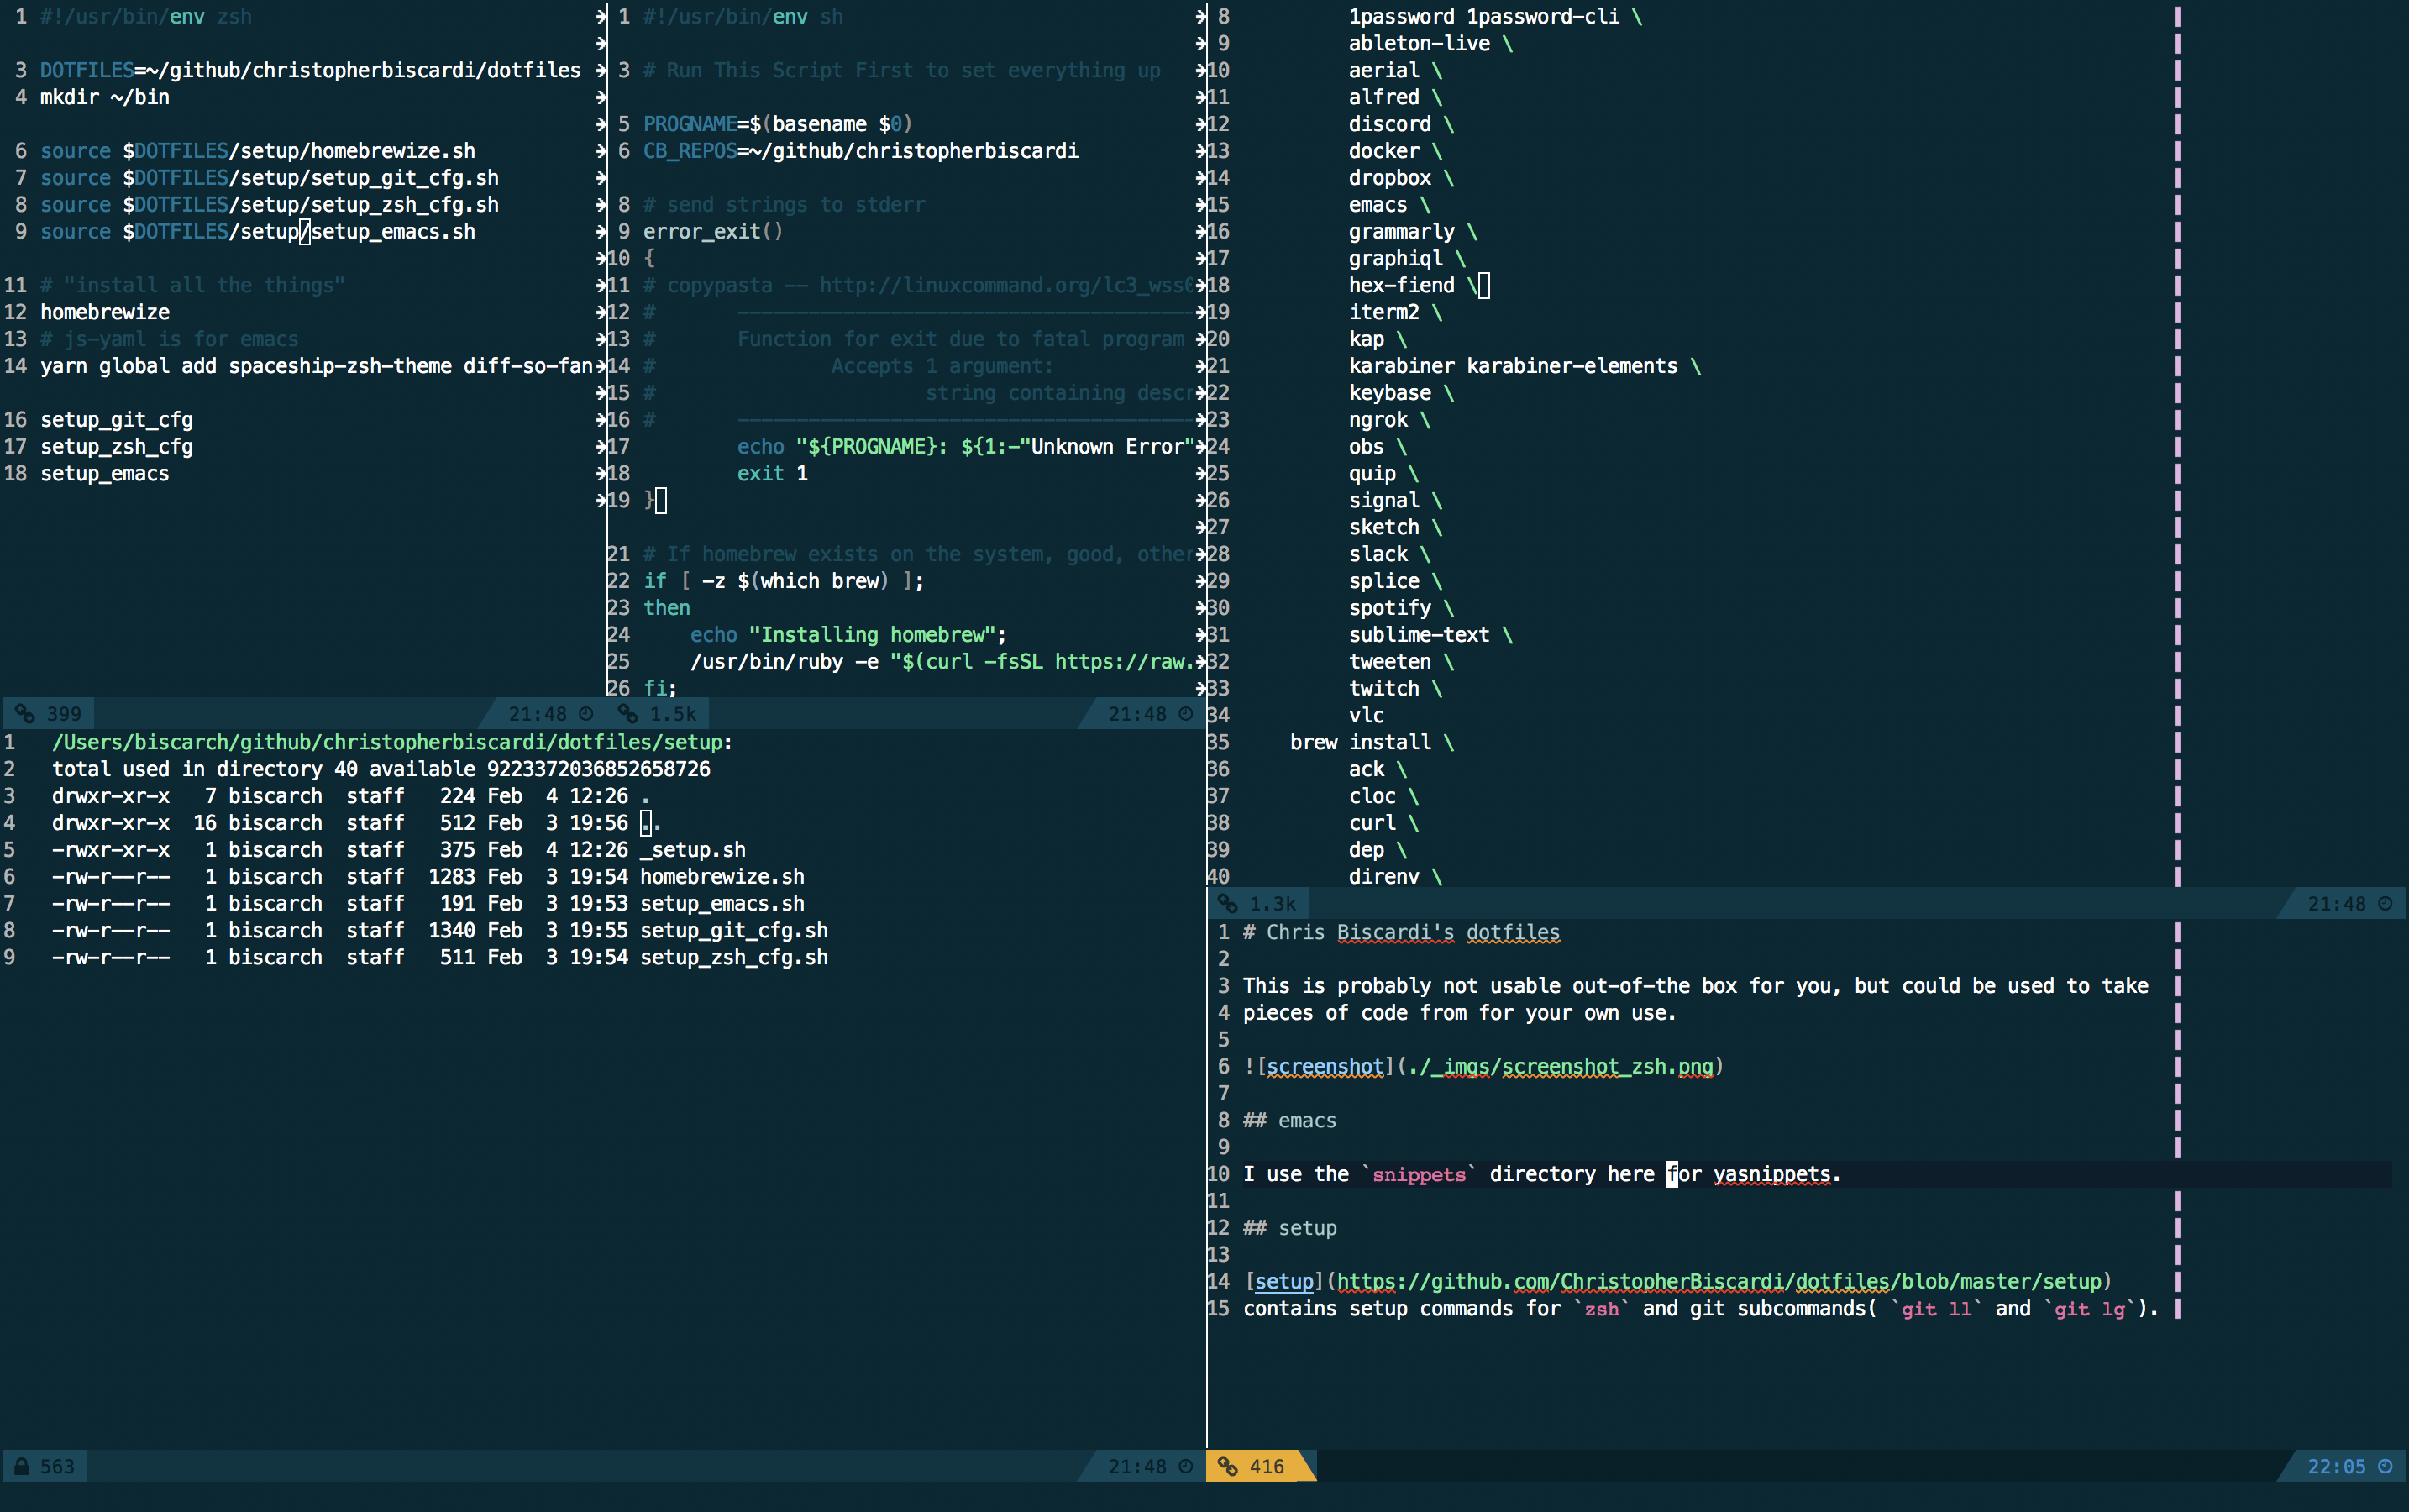 1 #!/usr/bin/env zsh
3 DOTFILES=~/github/christopherbiscardi/dotfiles
4 mkdir ~/bin
6 source $DOTFILES/setup/homebrewize.sh
7 source $DOTFILES/setup/setup_git_cfg.sh
8 source $DOTFILES/setup/setup_zsh_cfg.sh
9 source $DOTFILES/setup/setup_emacs.sh
11 # "install all the things"
12 homebrewize
13 # js-yaml is for emacs
14 yarn global add spaceship-zsh-theme diff-so-fan
16 setup_git_cfg
17 setup_zsh_cfg
18 setup_emacs
399 21:48
1 #!/usr/bin/env sh
3 # Run This Script First to set everything up
5 PROGNAME=$(basename $0)
6 CB_REPOS=~/github/christopherbiscardi
8 # send strings to stderr
9 error_exit()
10 {
11 # copypasta -- http://linuxcommand.org/lc3_wss0
12 # ---------------------------------------
13 # Function for exit due to fatal program
14 # Accepts 1 argument:
15 # string containing descr
16 # ---------------------------------------
17 echo "${PROGNAME}: ${1:-"Unknown Error"
18 exit 1
19 }
21 # If homebrew exists on the system, good, other
22 if [ -z $(which brew) ];
23 then
24 echo "Installing homebrew";
25 /usr/bin/ruby -e "$(curl -fsSL https://raw.
26 fi;
1.5k 21:48
8 1password 1password-cli \
9 ableton-live \
10 aerial \
11 alfred \
12 discord \
13 docker \
14 dropbox \
15 emacs \
16 grammarly \
17 graphiql \
18 hex-fiend \
19 iterm2 \
20 kap \
21 karabiner karabiner-elements \
22 keybase \
23 ngrok \
24 obs \
25 quip \
26 signal \
27 sketch \
28 slack \
29 splice \
30 spotify \
31 sublime-text \
32 tweeten \
33 twitch \
34 vlc
35 brew install \
36 ack \
37 cloc \
38 curl \
39 dep \
40 direnv \
1.3k 21:48
1 /Users/biscarch/github/christopherbiscardi/dotfiles/setup:
2 total used in directory 40 available 9223372036852658726
3 drwxr-xr-x 7 biscarch staff 224 Feb 4 12:26 .
4 drwxr-xr-x 16 biscarch staff 512 Feb 3 19:56 ..
5 -rwxr-xr-x 1 biscarch staff 375 Feb 4 12:26 _setup.sh
6 -rw-r--r-- 1 biscarch staff 1283 Feb 3 19:54 homebrewize.sh
7 -rw-r--r-- 1 biscarch staff 191 Feb 3 19:53 setup_emacs.sh
8 -rw-r--r-- 1 biscarch staff 1340 Feb 3 19:55 setup_git_cfg.sh
9 -rw-r--r-- 1 biscarch staff 511 Feb 3 19:54 setup_zsh_cfg.sh
563 21:48
1 # Chris Biscardi's dotfiles
2
3 This is probably not usable out-of-the box for you, but could be used to take
4 pieces of code from for your own use.
5
6 ![screenshot](./_imgs/screenshot_zsh.png)
7
8 ## emacs
9
10 I use the `snippets` directory here for yasnippets.
11
12 ## setup
13
14 [setup](https://github.com/ChristopherBiscardi/dotfiles/blob/master/setup)
15 contains setup commands for `zsh` and git subcommands( `git ll` and `git lg`).
416 22:05